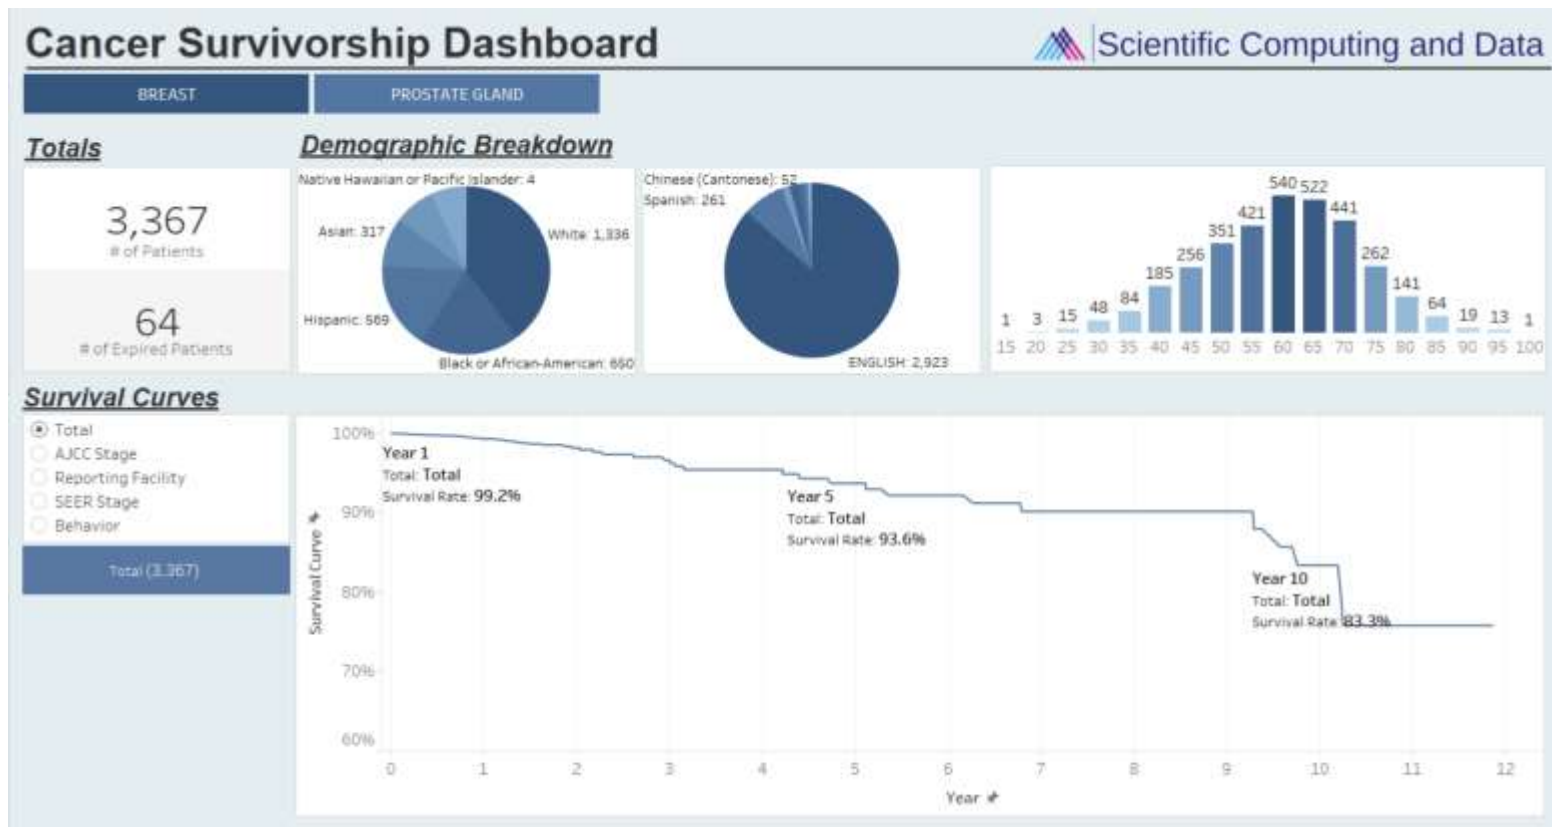 Cancer Survivorship Dashboard
Scientific Computing and Data
BREAST
PROSTATE GLAND
Totals
Demographic Breakdown
3,367
# of Patients
64
# of Expired Patients
Native Hawaiian or Pacific Islander: 4
Asian: 317
White: 1,336
Hispanic: 569
Black or African-American: 650
Chinese (Cantonese): 52
Spanish: 261
ENGLISH: 2,923
1 3 15 48 84 185 256 351 421 540 522 441 262 141 64 19 13 1
15 20 25 30 35 40 45 50 55 60 65 70 75 80 85 90 95 100
Survival Curves
Total
AJCC Stage
Reporting Facility
SEER Stage
Behavior
Total (3,367)
Survival Curve
100%
90%
80%
70%
60%
Year 1
Total: Total
Survival Rate: 99.2%
Year 5
Total: Total
Survival Rate: 93.6%
Year 10
Total: Total
Survival Rate: 83.3%
0 1 2 3 4 5 6 7 8 9 10 11 12
Year